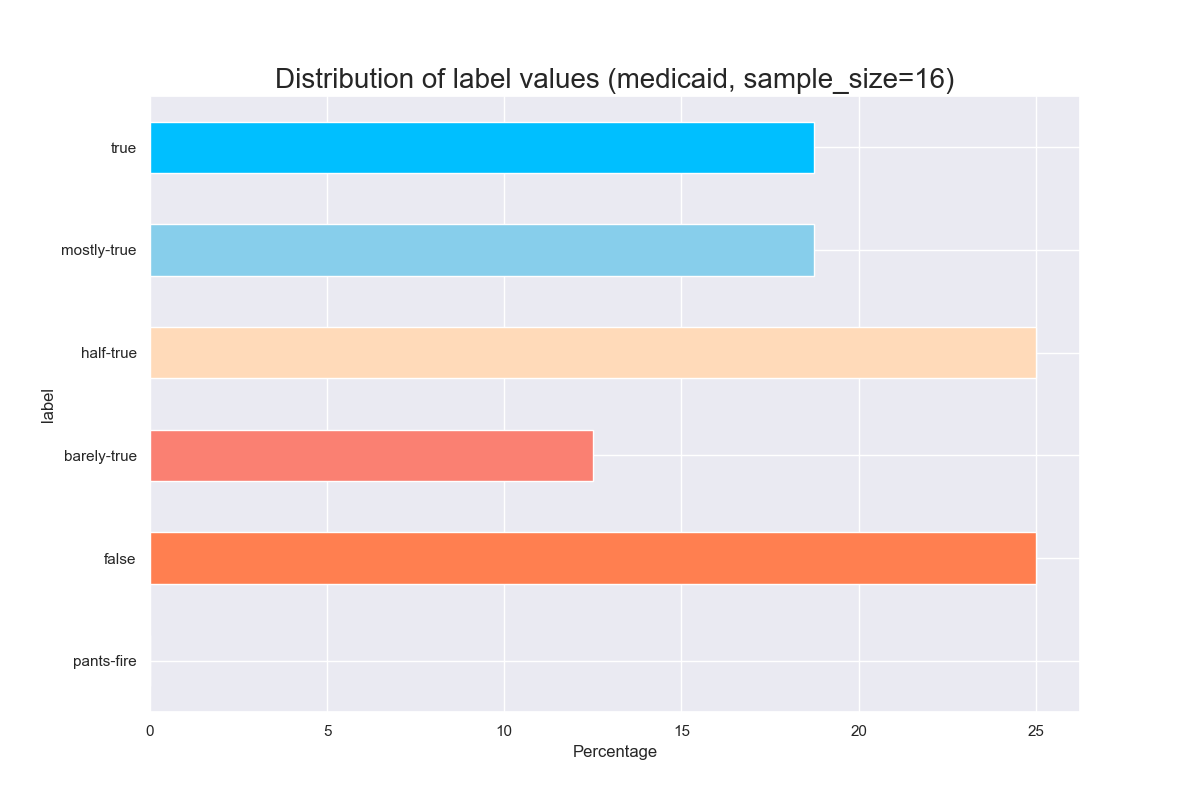 Distribution of label values (medicaid, sample_size=16)
true
mostly-true
half-true
barely-true
false
pants-fire
label
0 5 10 15 20 25
Percentage